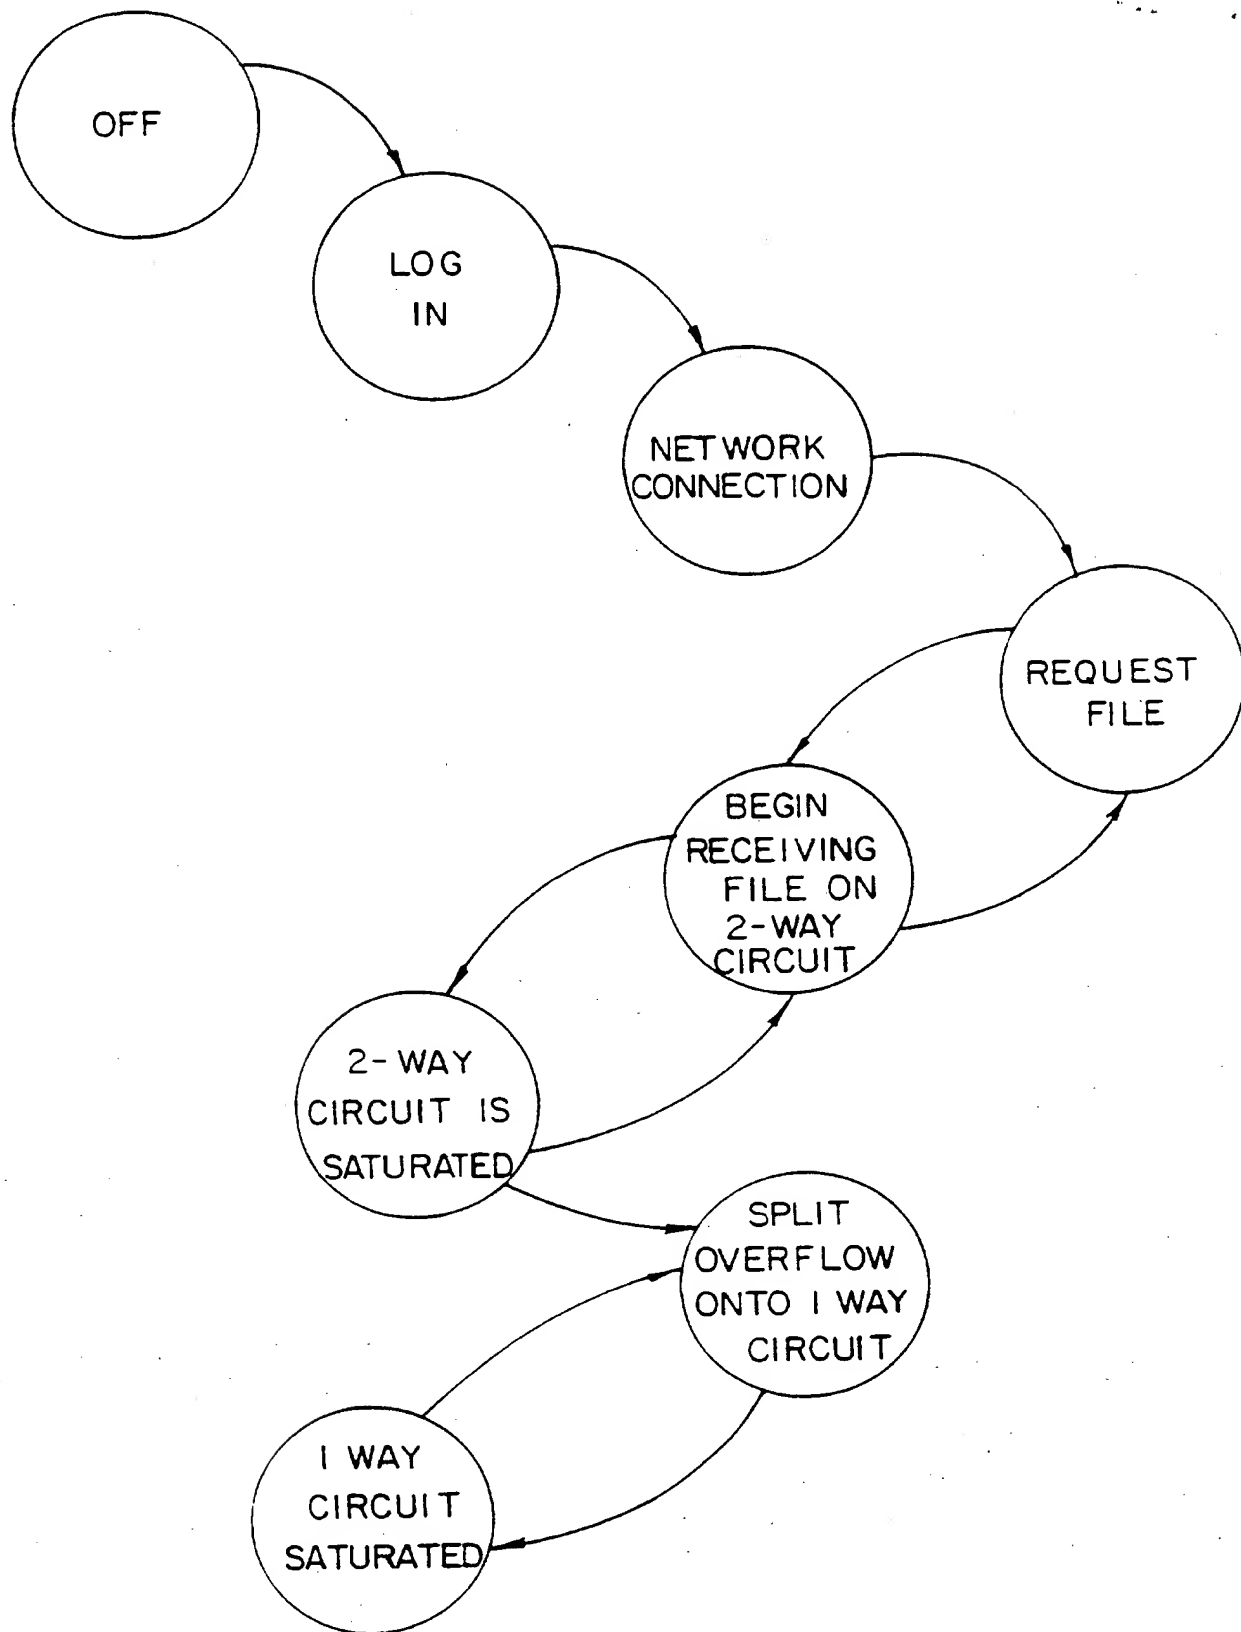 OFF
LOG
IN
NETWORK
CONNECTION
REQUEST
FILE
BEGIN
RECEIVING
FILE ON
2-WAY
CIRCUIT
2-WAY
CIRCUIT IS
SATURATED
SPLIT
OVERFLOW
ONTO 1 WAY
CIRCUIT
1 WAY
CIRCUIT
SATURATED